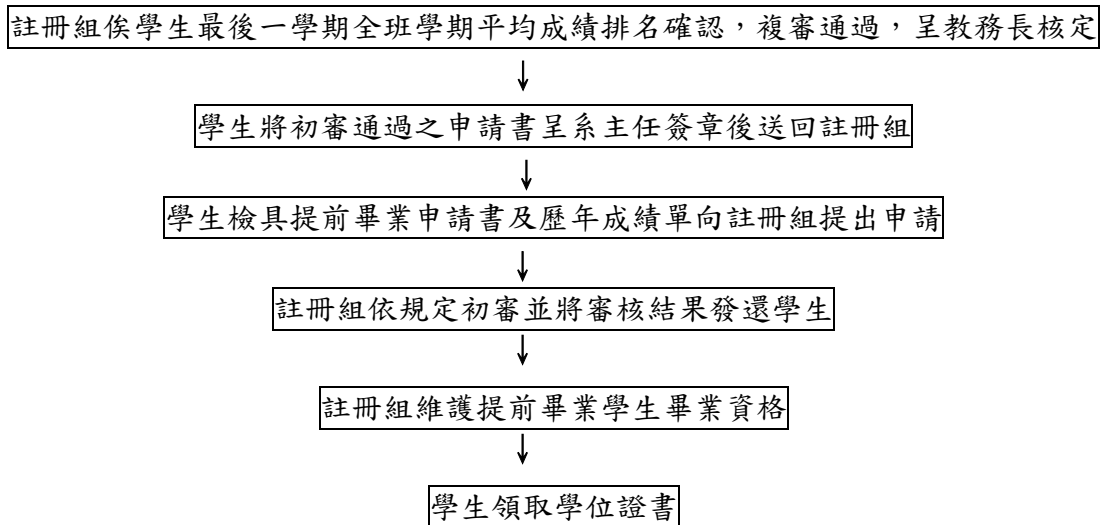 註冊組俟學生最後一學期全班學期平均成績排名確認，複審通過，呈教務長核定
學生將初審通過之申請書呈系主任簽章後送回註冊組
學生檢具提前畢業申請書及歷年成績單向註冊組提出申請
註冊組依規定初審並將審核結果發還學生
註冊組維護提前畢業學生畢業資格
學生領取學位證書